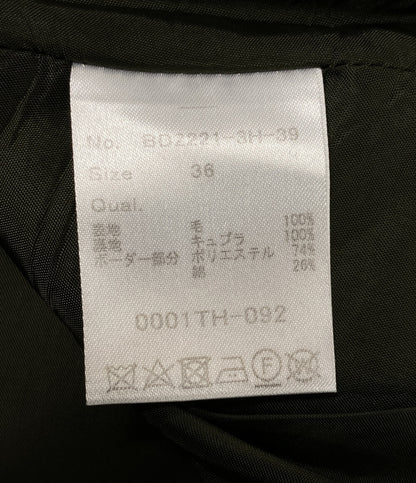 No. BD2221-3H-39
Size 36
Qual.
表地 毛 100%
裏地 キュプラ 100%
ボーダー部分 ポリエステル 74%
綿 26%
0001TH-092
F W